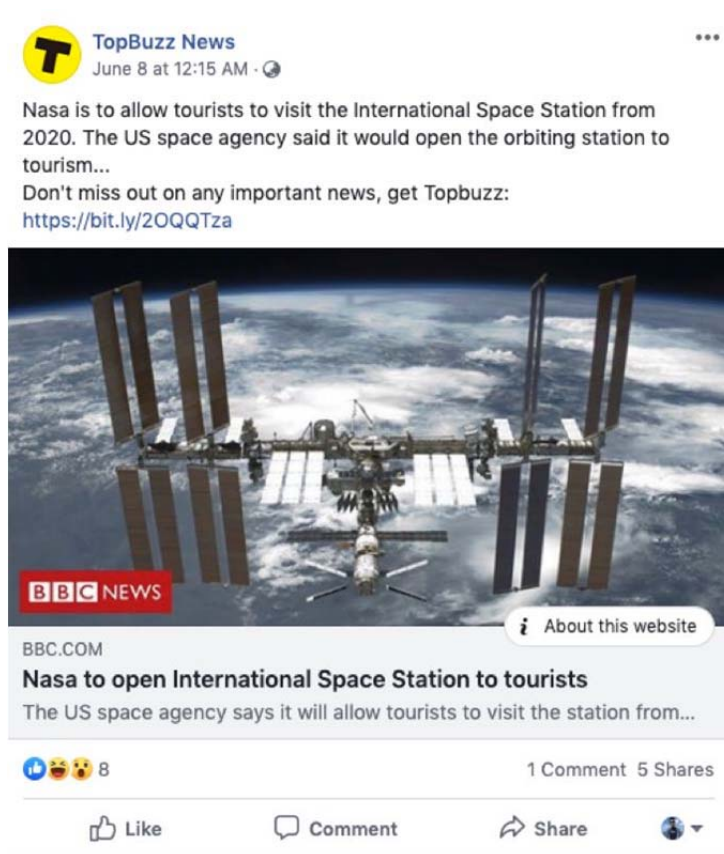 TopBuzz News
June 8 at 12:15 AM ·
Nasa is to allow tourists to visit the International Space Station from
2020. The US space agency said it would open the orbiting station to
tourism...
Don't miss out on any important news, get Topbuzz:
https://bit.ly/2OQQTza
BBC NEWS
i About this website
BBC.COM
Nasa to open International Space Station to tourists
The US space agency says it will allow tourists to visit the station from...
8
1 Comment 5 Shares
Like Comment Share